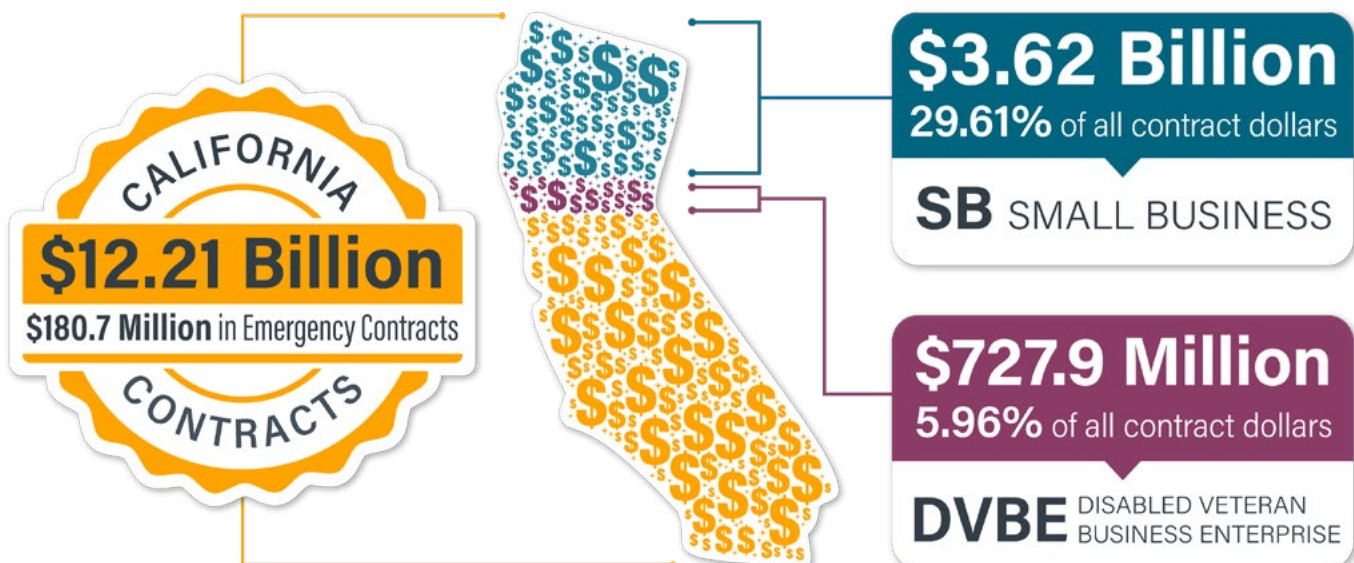 CALIFORNIA
$12.21 Billion
$180.7 Million in Emergency Contracts
CONTRACTS
$3.62 Billion
29.61% of all contract dollars
SB SMALL BUSINESS
$727.9 Million
5.96% of all contract dollars
DVBE DISABLED VETERAN
BUSINESS ENTERPRISE